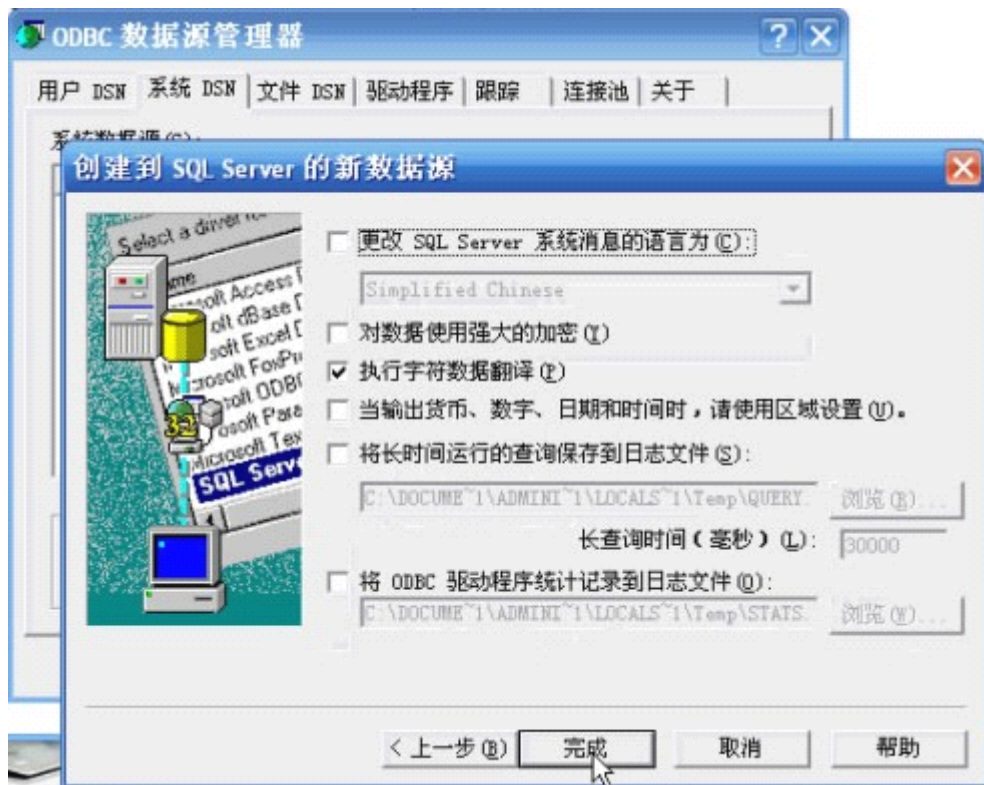 ODBC 数据源管理器
用户 DSN 系统 DSN 文件 DSN 驱动程序 跟踪 连接池 关于
系统数据源(S):
创建到 SQL Server 的新数据源
Select a driver
更改 SQL Server 系统消息的语言为(C):
Simplified Chinese
对数据使用强大的加密(Y)
执行字符数据翻译(P)
当输出货币、数字、日期和时间时,请使用区域设置(U)。
将长时间运行的查询保存到日志文件(S):
C:\DOCUME~1\ADMINI~1\LOCALS~1\Temp\QUERY. 浏览(R)...
长查询时间(毫秒)(L): 30000
将 ODBC 驱动程序统计记录到日志文件(O):
C:\DOCUME~1\ADMINI~1\LOCALS~1\Temp\STATS. 浏览(W)...
Microsoft Tex
SQL Serve
< 上一步(B) 完成 取消 帮助